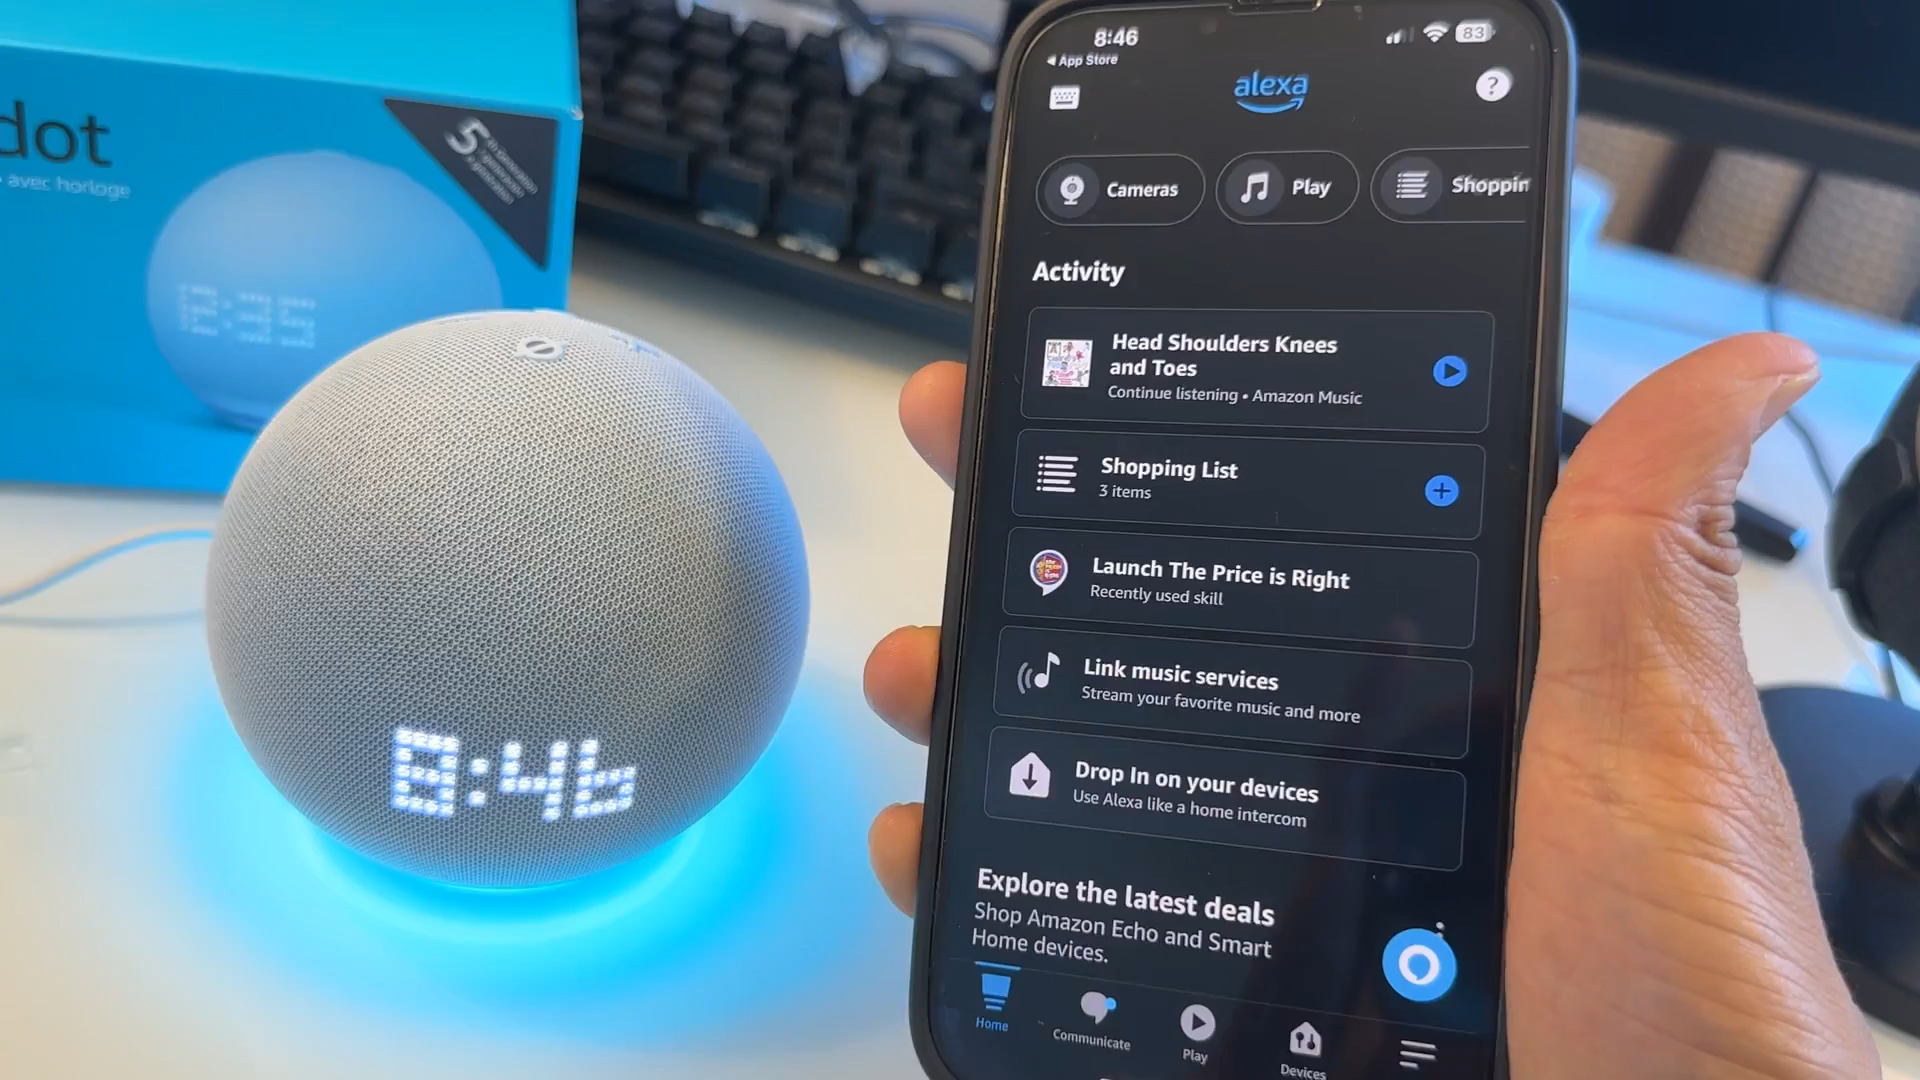 dot
avec horloge
5
8:46
8:46
App Store
83
alexa
?
Cameras
Play
Shoppin
Activity
Head Shoulders Knees
and Toes
Continue listening • Amazon Music
Shopping List
3 items
Launch The Price is Right
Recently used skill
Link music services
Stream your favorite music and more
Drop In on your devices
Use Alexa like a home intercom
Explore the latest deals
Shop Amazon Echo and Smart
Home devices.
Home
Communicate
Play
Devices